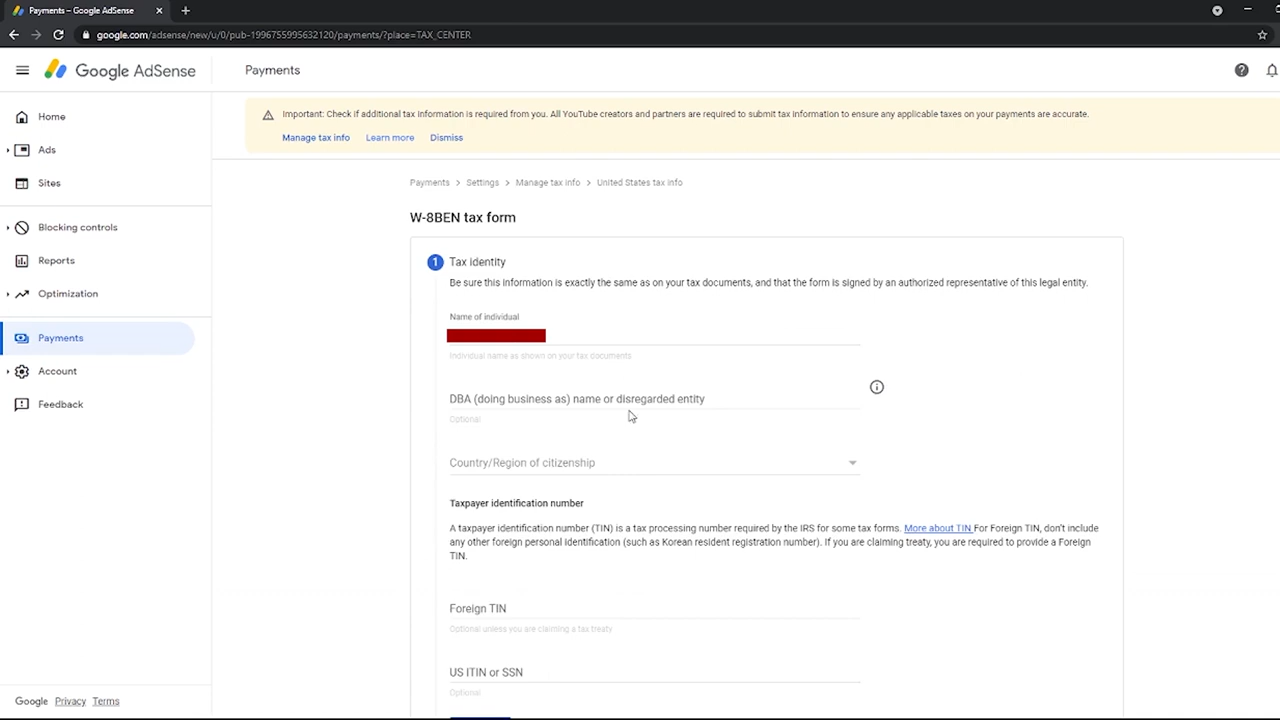 Payments – Google AdSense
google.com/adsense/new/u/0/pub-1996755995632120/payments/?place=TAX_CENTER
Google AdSense
Payments
Home
Ads
Sites
Blocking controls
Reports
Optimization
Payments
Account
Feedback
Google Privacy Terms
Important: Check if additional tax information is required from you. All YouTube creators and partners are required to submit tax information to ensure any applicable taxes on your payments are accurate.
Manage tax info Learn more Dismiss
Payments > Settings > Manage tax info > United States tax info
W-8BEN tax form
1 Tax identity
Be sure this information is exactly the same as on your tax documents, and that the form is signed by an authorized representative of this legal entity.
Name of individual
Individual name as shown on your tax documents
DBA (doing business as) name or disregarded entity
Optional
Country/Region of citizenship
Taxpayer identification number
A taxpayer identification number (TIN) is a tax processing number required by the IRS for some tax forms. More about TIN For Foreign TIN, don't include
any other foreign personal identification (such as Korean resident registration number). If you are claiming treaty, you are required to provide a Foreign
TIN.
Foreign TIN
Optional unless you are claiming a tax treaty
US ITIN or SSN
Optional